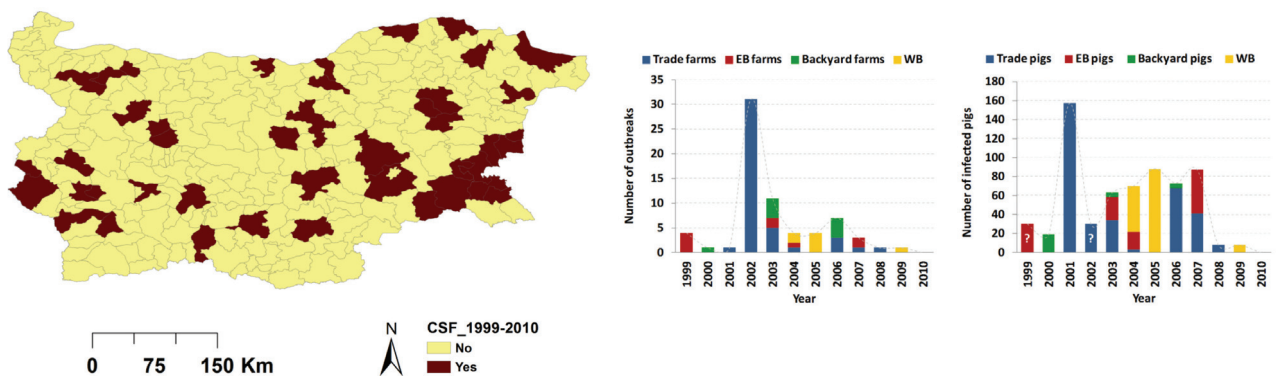 0 75 150 Km
N
CSF_1999-2010
No
Yes
Trade farms EB farms Backyard farms WB
Number of outbreaks
35
30
25
20
15
10
5
0
1999 2000 2001 2002 2003 2004 2005 2006 2007 2008 2009 2010
Year
Trade pigs EB pigs Backyard pigs WB
Number of infected pigs
180
160
140
120
100
80
60
40
20
0
? ?
1999 2000 2001 2002 2003 2004 2005 2006 2007 2008 2009 2010
Year